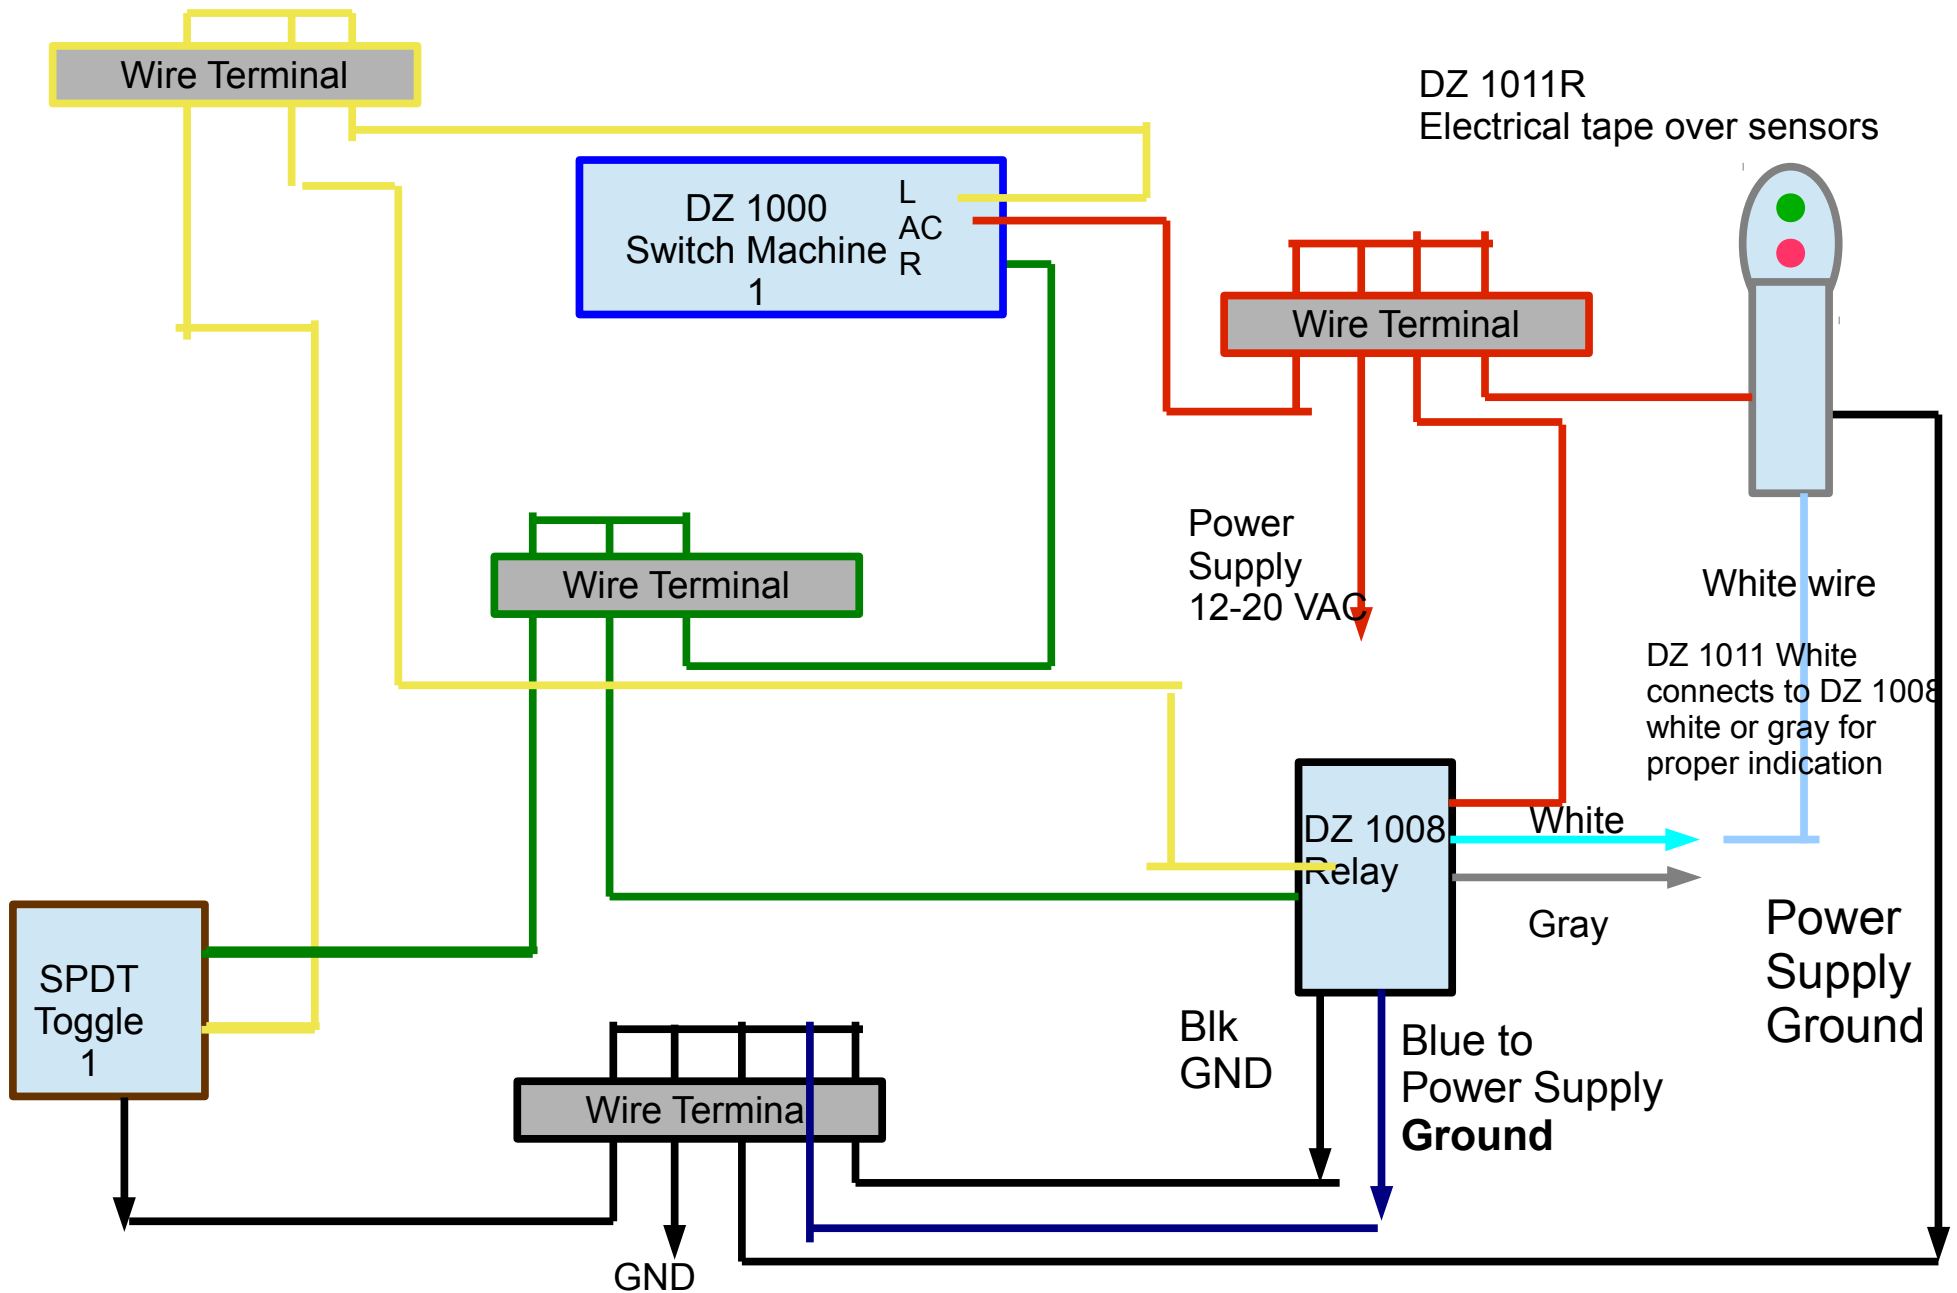 Wire Terminal
DZ 1011R
Electrical tape over sensors
DZ 1000
Switch Machine
1
L
AC
R
Wire Terminal
Power
Supply
12-20 VAC
Wire Terminal
White wire
DZ 1011 White
connects to DZ 1008
white or gray for
proper indication
DZ 1008
Relay
White
Gray
Power
Supply
Ground
SPDT
Toggle
1
Blk
GND
Blue to
Power Supply
Ground
Wire Terminal
GND